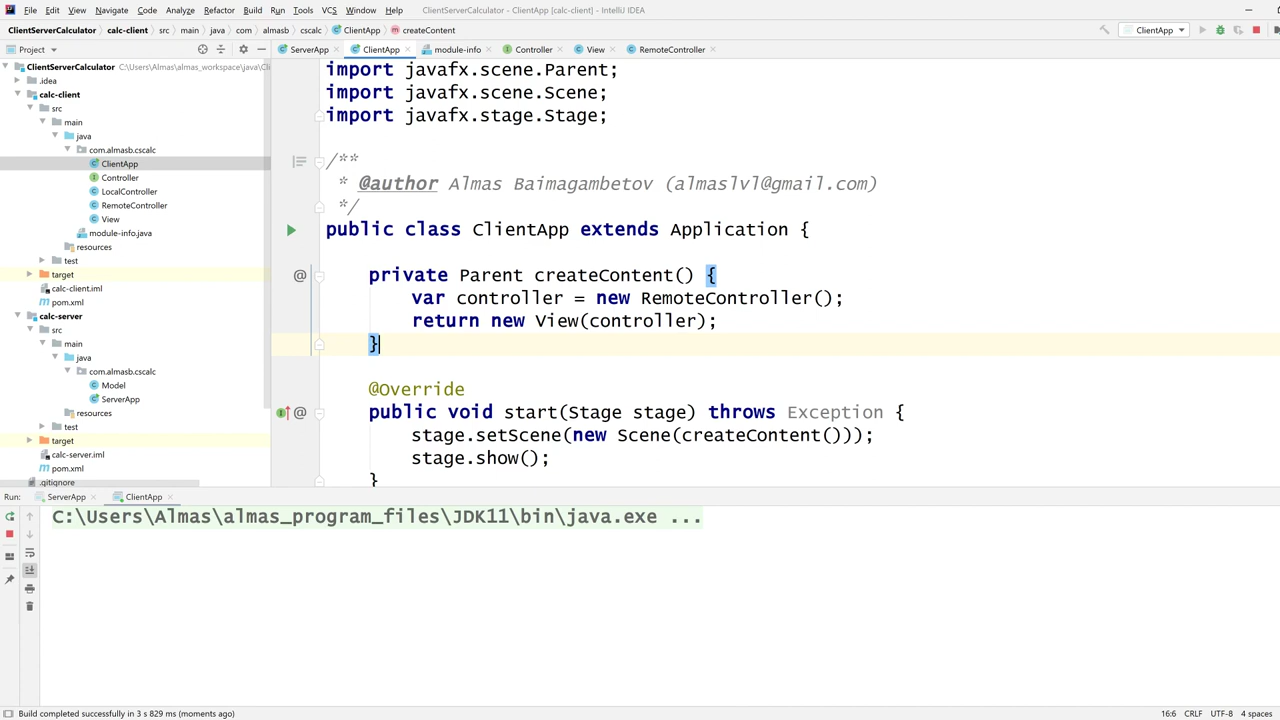 File Edit View Navigate Code Analyze Refactor Build Run Tools VCS Window Help ClientServerCalculator - ClientApp [calc-client] - IntelliJ IDEA
ClientServerCalculator calc-client src main java com almasb cscalc ClientApp createContent ClientApp
Project ServerApp ClientApp module-info Controller View RemoteController
ClientServerCalculator C:\Users\Almas\almas_workspace\java\Cli
.idea
calc-client
src
main
java
com.almasb.cscalc
ClientApp
Controller
LocalController
RemoteController
View
module-info.java
resources
test
target
calc-client.iml
pom.xml
calc-server
src
main
java
com.almasb.cscalc
Model
ServerApp
resources
test
target
calc-server.iml
pom.xml
.gitignore
import javafx.scene.Parent;
import javafx.scene.Scene;
import javafx.stage.Stage;
/**
* @author Almas Baimagambetov (almaslvl@gmail.com)
*/
public class ClientApp extends Application {
private Parent createContent() {
var controller = new RemoteController();
return new View(controller);
}
@Override
public void start(Stage stage) throws Exception {
stage.setScene(new Scene(createContent()));
stage.show();
}
Run: ServerApp ClientApp
C:\Users\Almas\almas_program_files\JDK11\bin\java.exe ...
Build completed successfully in 3 s 829 ms (moments ago) 16:6 CRLF UTF-8 4 spaces